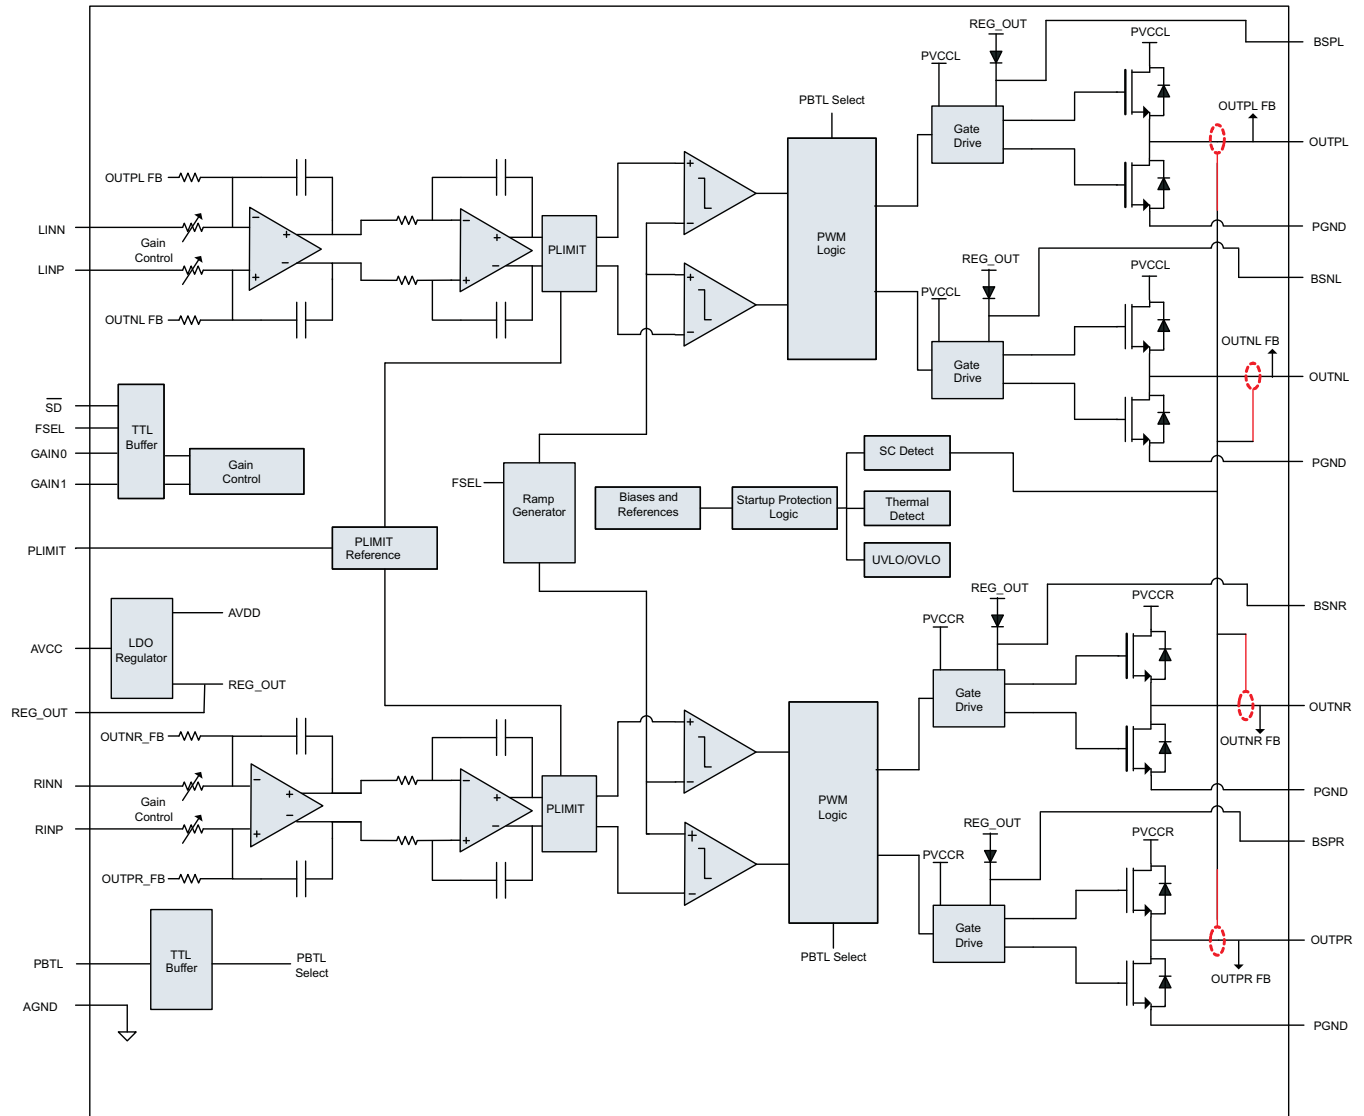 REG_OUT
PVCCL
BSPL
PVCCL
PBTL Select
OUTPL FB
Gate
Drive
OUTPL
OUTPL FB
+
−
PWM
Logic
LINN
Gain
Control
−
+
+
−
−
+
+
−
PLIMIT
PGND
LINP
REG_OUT
PVCCL
BSNL
PVCCL
+
−
OUTNL FB
OUTNL FB
Gate
Drive
OUTNL
SD
FSEL
GAIN0
GAIN1
TTL
Buffer
Gain
Control
SC Detect
PGND
FSEL
Ramp
Generator
Biases and
References
Startup Protection
Logic
Thermal
Detect
UVLO/OVLO
PLIMIT
PLIMIT
Reference
REG_OUT
PVCCR
BSNR
PVCCR
AVDD
AVCC
LDO
Regulator
REG_OUT
REG_OUT
Gate
Drive
OUTNR
OUTNR FB
OUTNR_FB
+
−
RINN
Gain
Control
−
+
+
−
−
+
+
−
PLIMIT
PWM
Logic
PGND
RINP
REG_OUT
PVCCR
BSPR
PVCCR
+
−
OUTPR_FB
Gate
Drive
OUTPR
OUTPR FB
PBTL Select
PBTL
TTL
Buffer
PBTL
Select
AGND
PGND